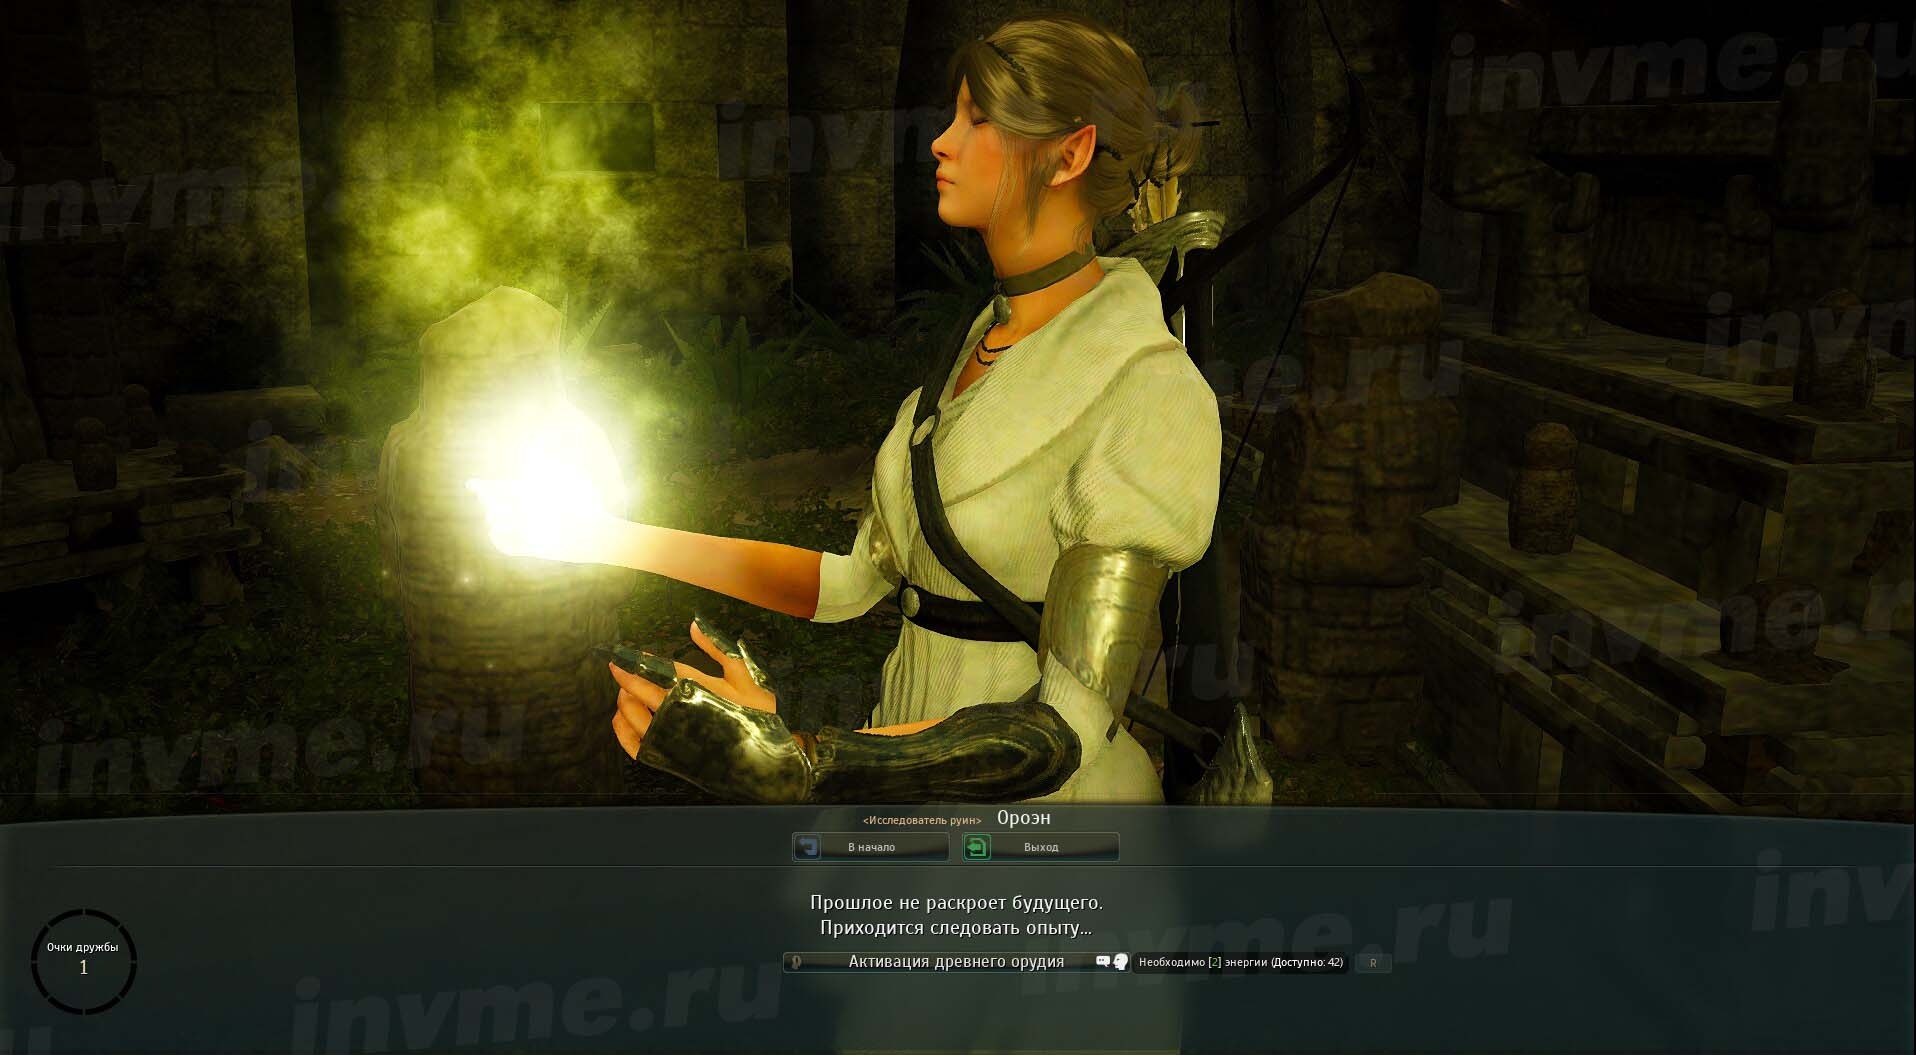 invme.ru
<Исследователь руин> Ороэн
В начало
Выход
Прошлое не раскроет будущего.
Приходится следовать опыту...
Активация древнего орудия
Необходимо [2] энергии (Доступно: 42)
R
Очки дружбы
1